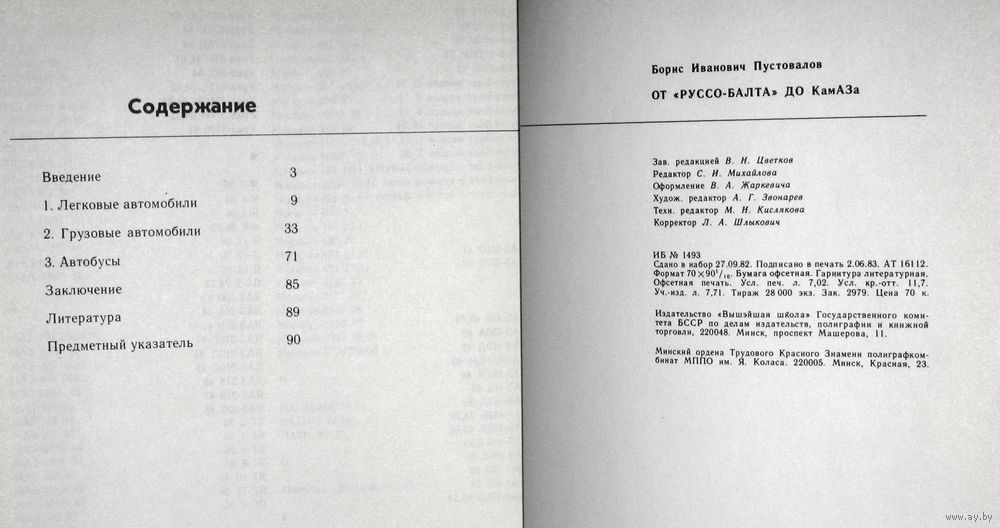 Содержание
Введение 3
1. Легковые автомобили 9
2. Грузовые автомобили 33
3. Автобусы 71
Заключение 85
Литература 89
Предметный указатель 90
Борис Иванович Пустовалов
ОТ «РУССО-БАЛТА» ДО КамАЗа
Зав. редакцией В. Н. Цветков
Редактор С. И. Михайлова
Оформление В. А. Жаркевича
Худож. редактор А. Г. Звонарев
Техн. редактор М. Н. Кислякова
Корректор Л. А. Шлыкович
ИБ № 1493
Сдано в набор 27.09.82. Подписано в печать 2.06.83. АТ 16112.
Формат 70×90¹/₁₆. Бумага офсетная. Гарнитура литературная.
Офсетная печать. Усл. печ. л. 7,02. Усл. кр.-отт. 11,7.
Уч.-изд. л. 7,71. Тираж 28 000 экз. Зак. 2979. Цена 70 к.
Издательство «Вышэйшая школа» Государственного коми-
тета БССР по делам издательств, полиграфии и книжной
торговли, 220048. Минск, проспект Машерова, 11.
Минский ордена Трудового Красного Знамени полиграфком-
бинат МППО им. Я. Коласа. 220005. Минск, Красная, 23.
www.ay.by